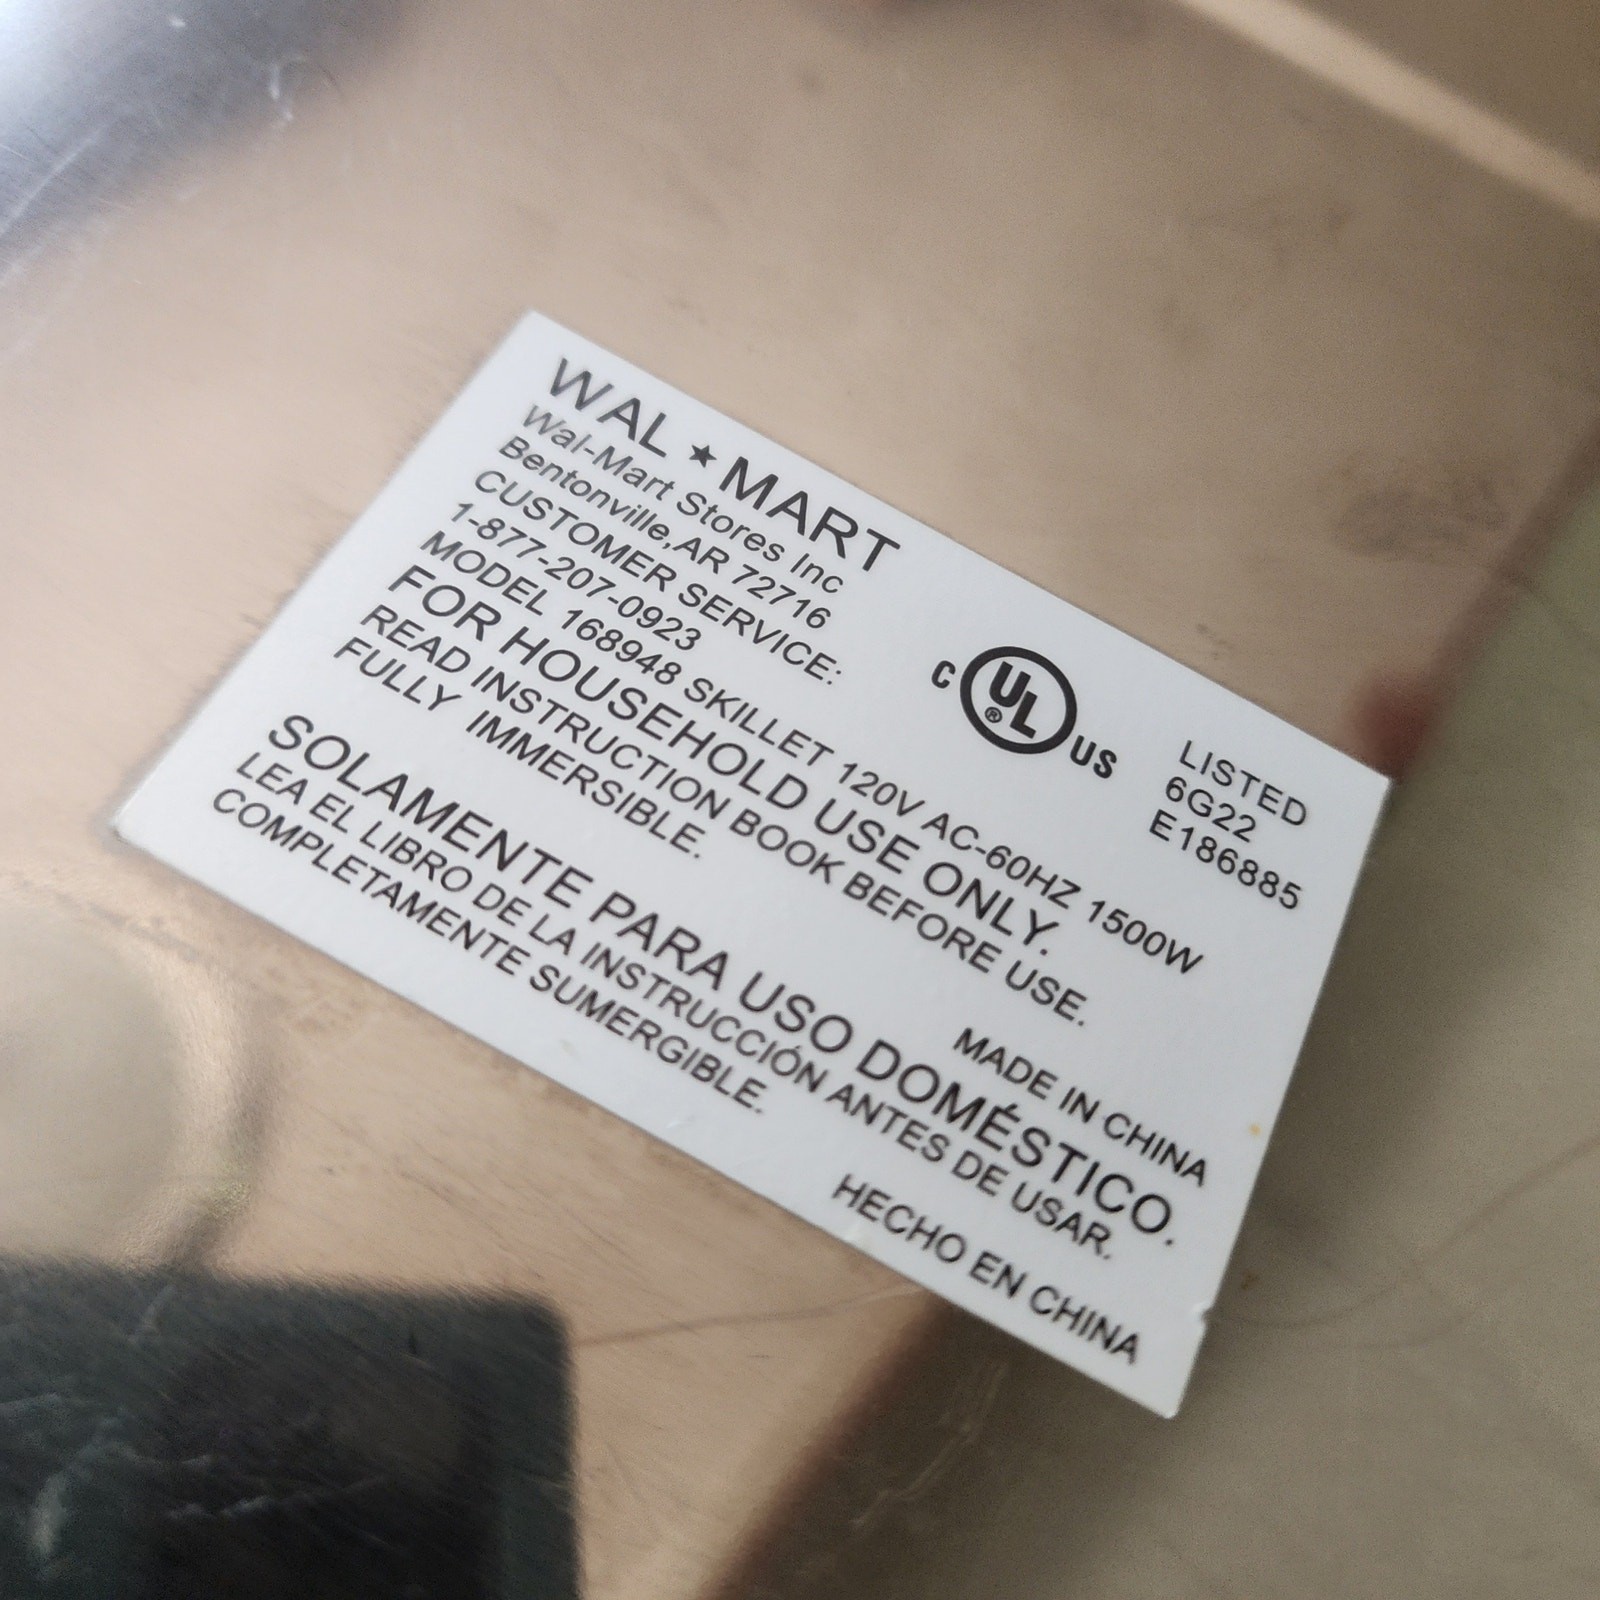 WAL★MART
Wal-Mart Stores Inc
Bentonville,AR 72716
CUSTOMER SERVICE:
1-877-207-0923
MODEL 168948 SKILLET 120V AC-60HZ 1500W
FOR HOUSEHOLD USE ONLY.
READ INSTRUCTION BOOK BEFORE USE.
FULLY IMMERSIBLE.
C UL® US
LISTED
6G22
E186885
MADE IN CHINA
SOLAMENTE PARA USO DOMÉSTICO.
LEA EL LIBRO DE LA INSTRUCCIÓN ANTES DE USAR.
COMPLETAMENTE SUMERGIBLE.
HECHO EN CHINA